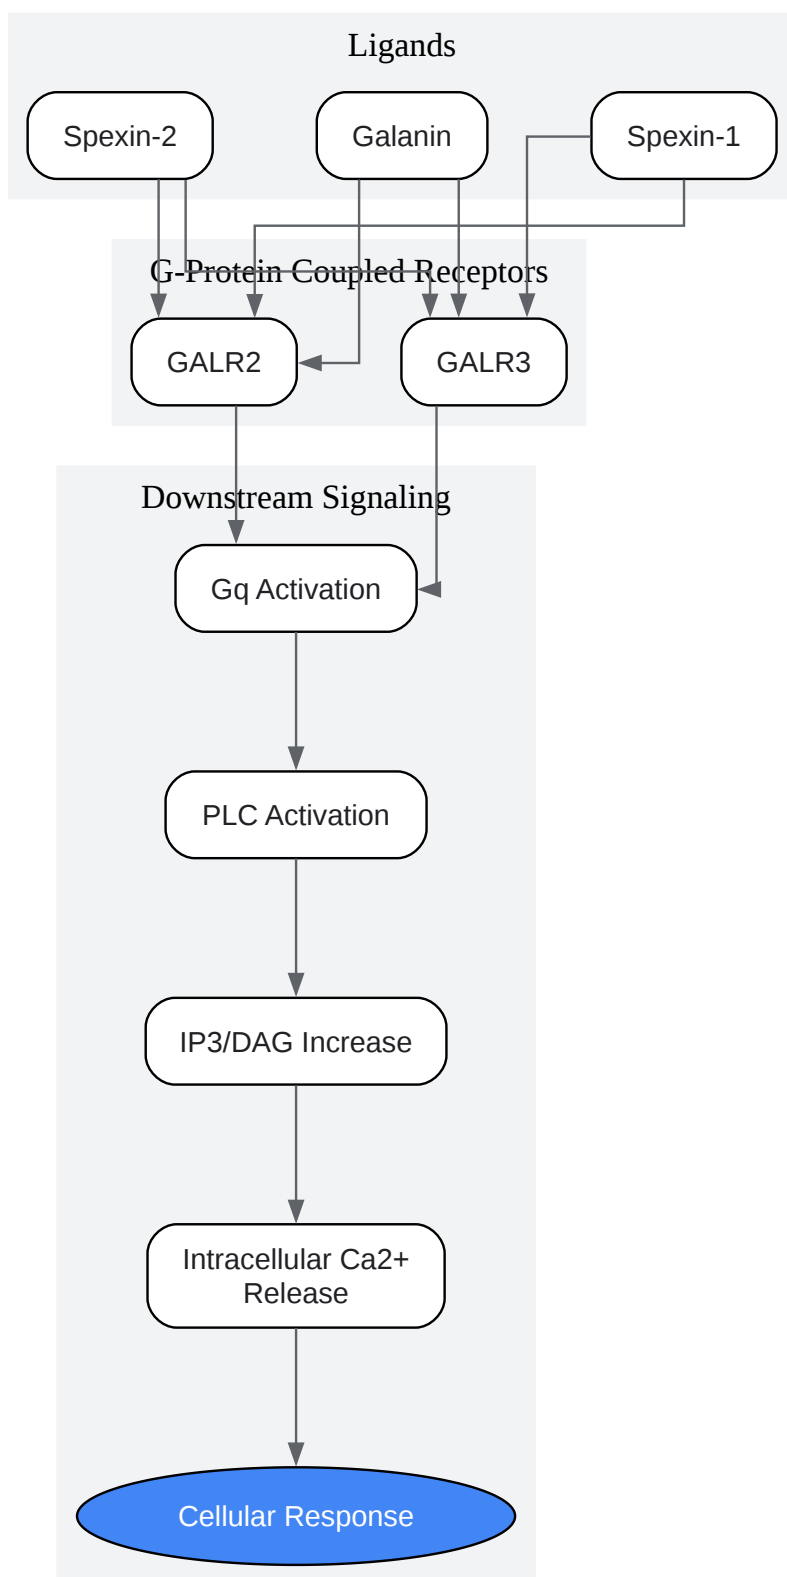 Ligands
Spexin-2
Galanin
Spexin-1
G-Protein Coupled Receptors
GALR2
GALR3
Downstream Signaling
Gq Activation
PLC Activation
IP3/DAG Increase
Intracellular Ca2+
Release
Cellular Response